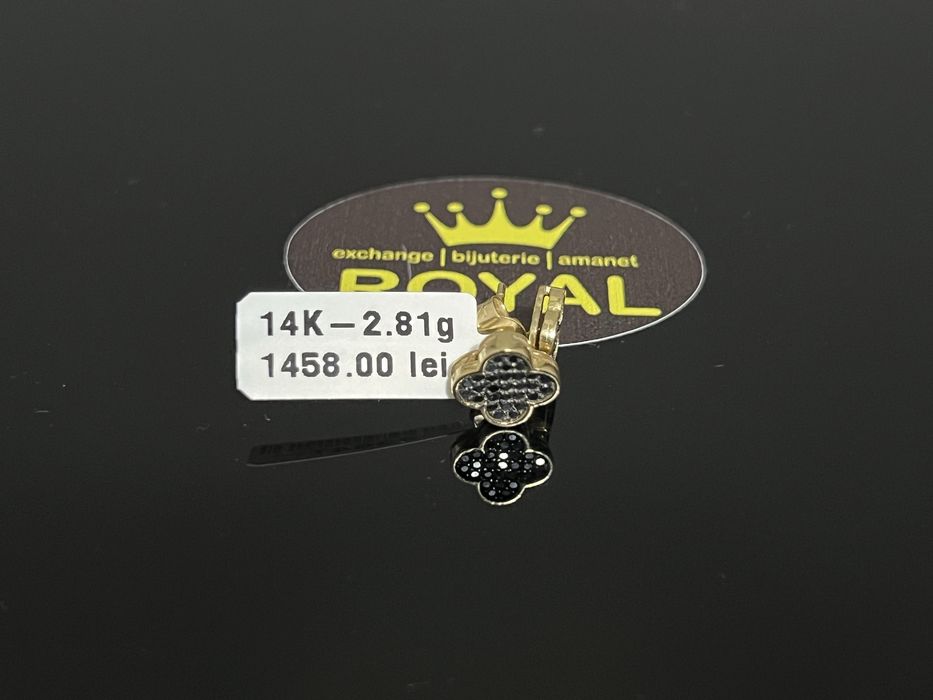 exchange | bijuterie | amanet
ROYAL
14K-2.81g
1458.00 lei